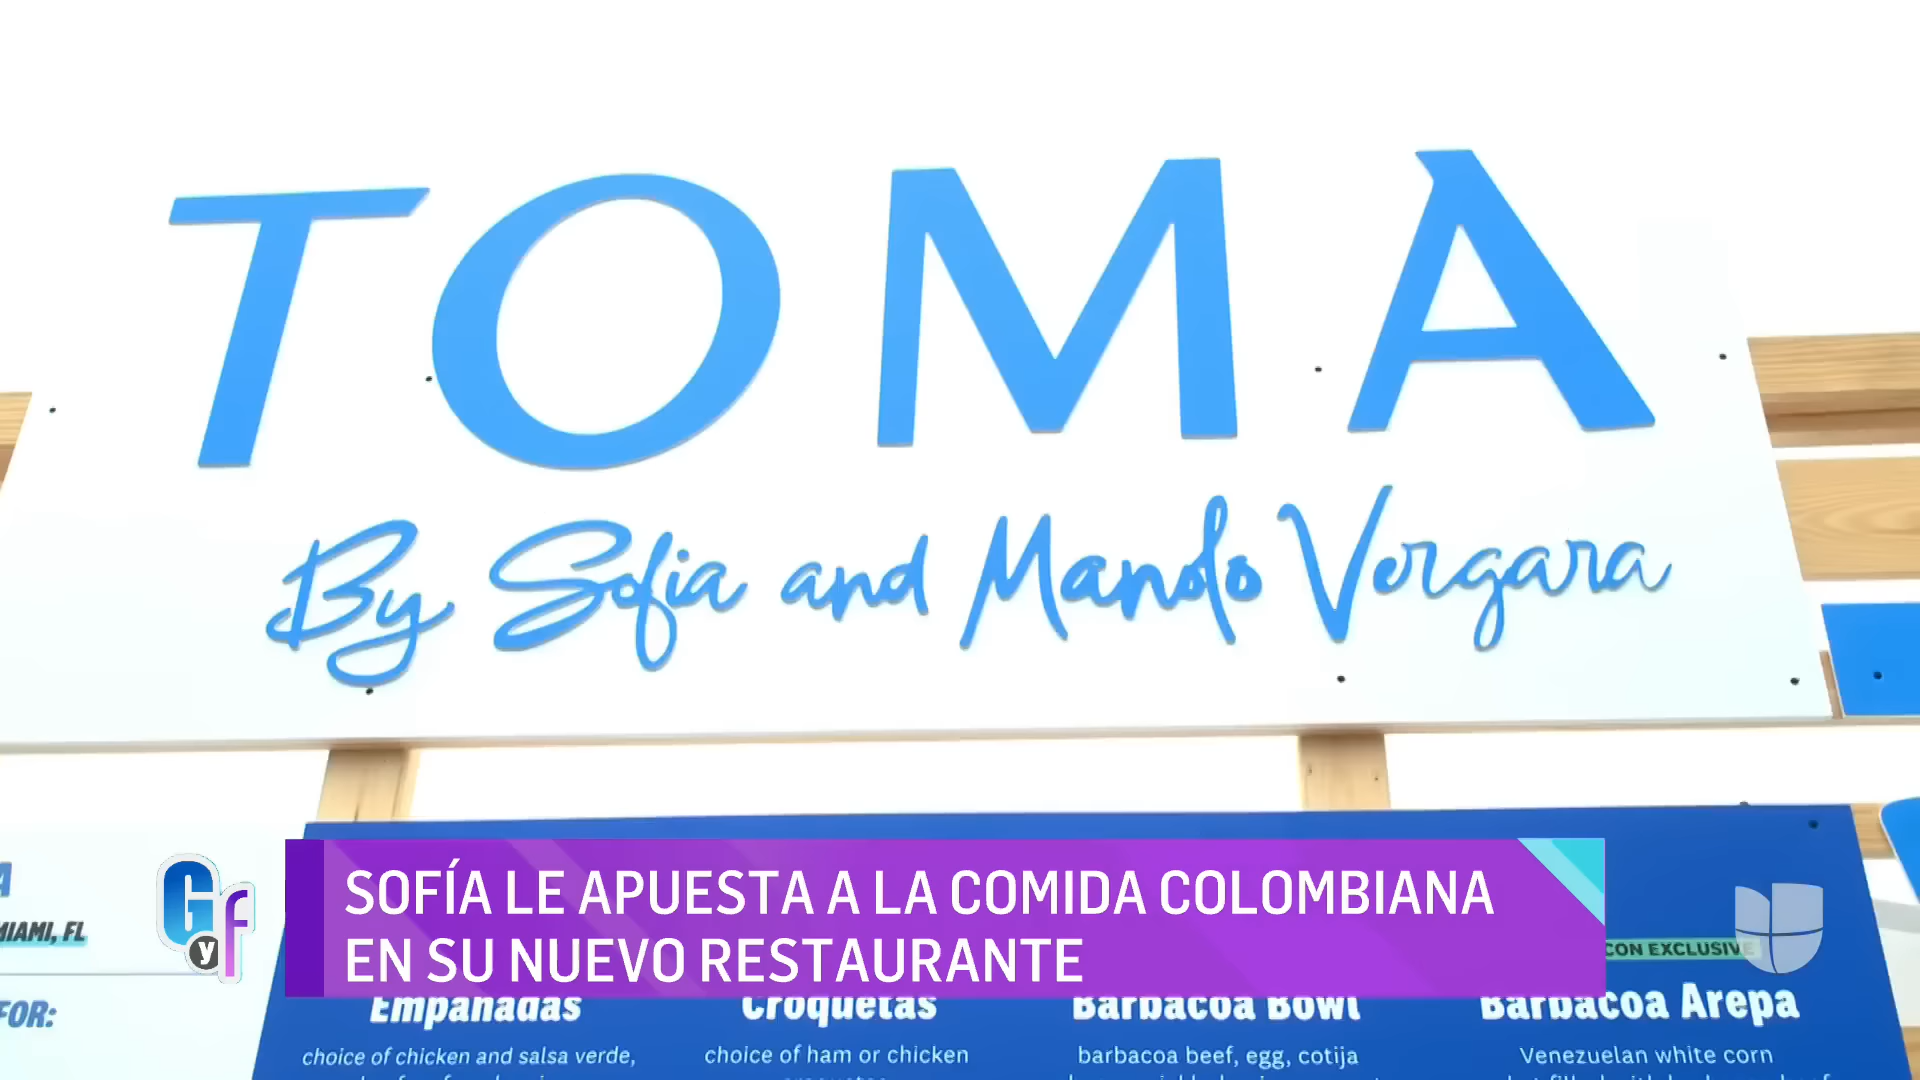 TOMA
By Sofia and Mando Vergara
A
MIAMI, FL
FOR:
G y f
SOFÍA LE APUESTA A LA COMIDA COLOMBIANA
EN SU NUEVO RESTAURANTE
CON EXCLUSIVE
Empanadas
choice of chicken and salsa verde,
Croquetas
choice of ham or chicken
Barbacoa Bowl
barbacoa beef, egg, cotija
Barbacoa Arepa
Venezuelan white corn